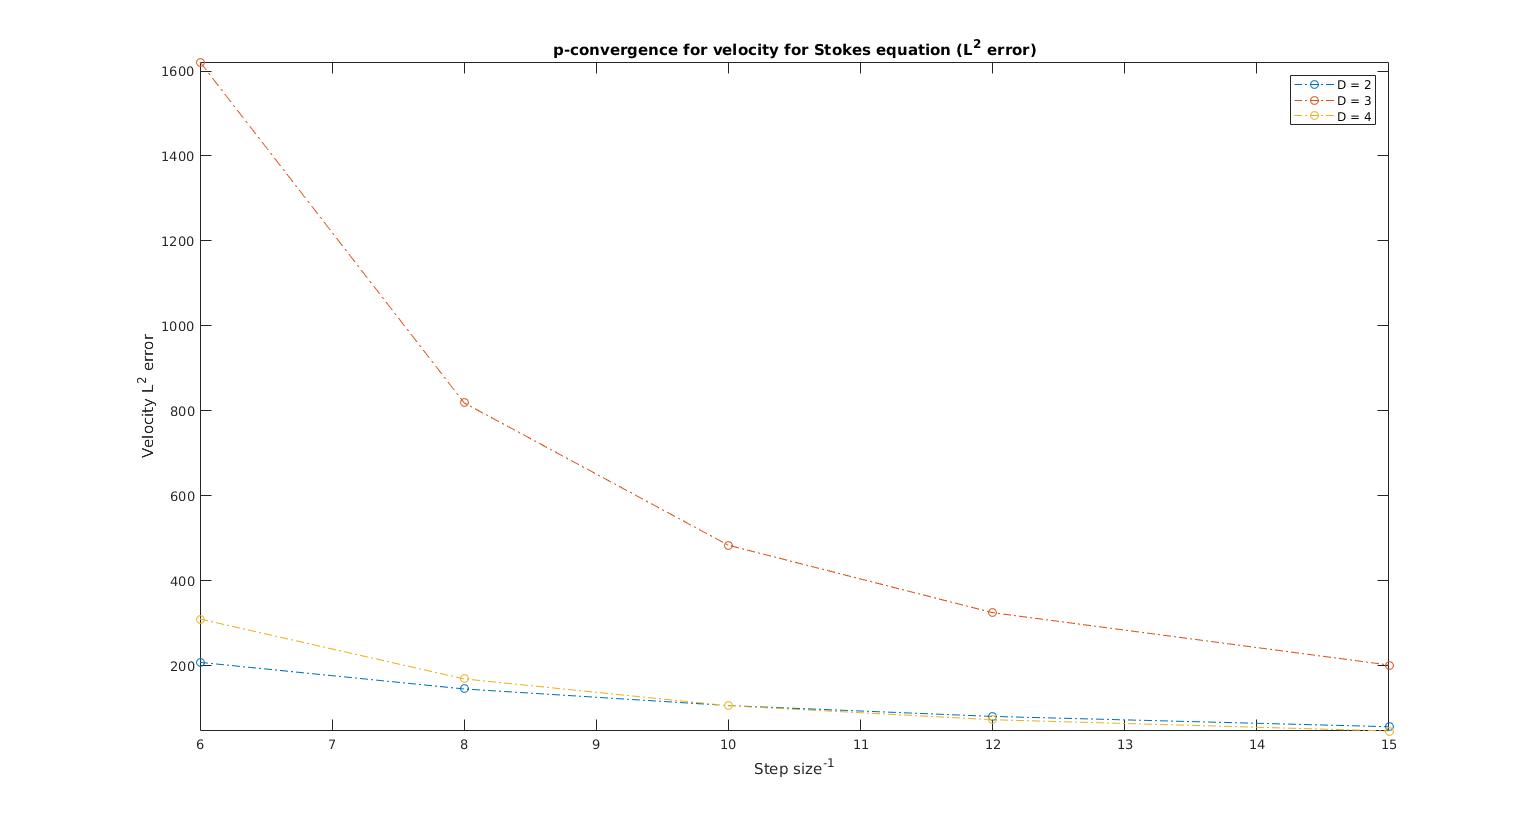 p-convergence for velocity for Stokes equation (L² error)
D = 2
D = 3
D = 4
1600
1400
1200
1000
800
600
400
200
Velocity L² error
6 7 8 9 10 11 12 13 14 15
Step size⁻¹